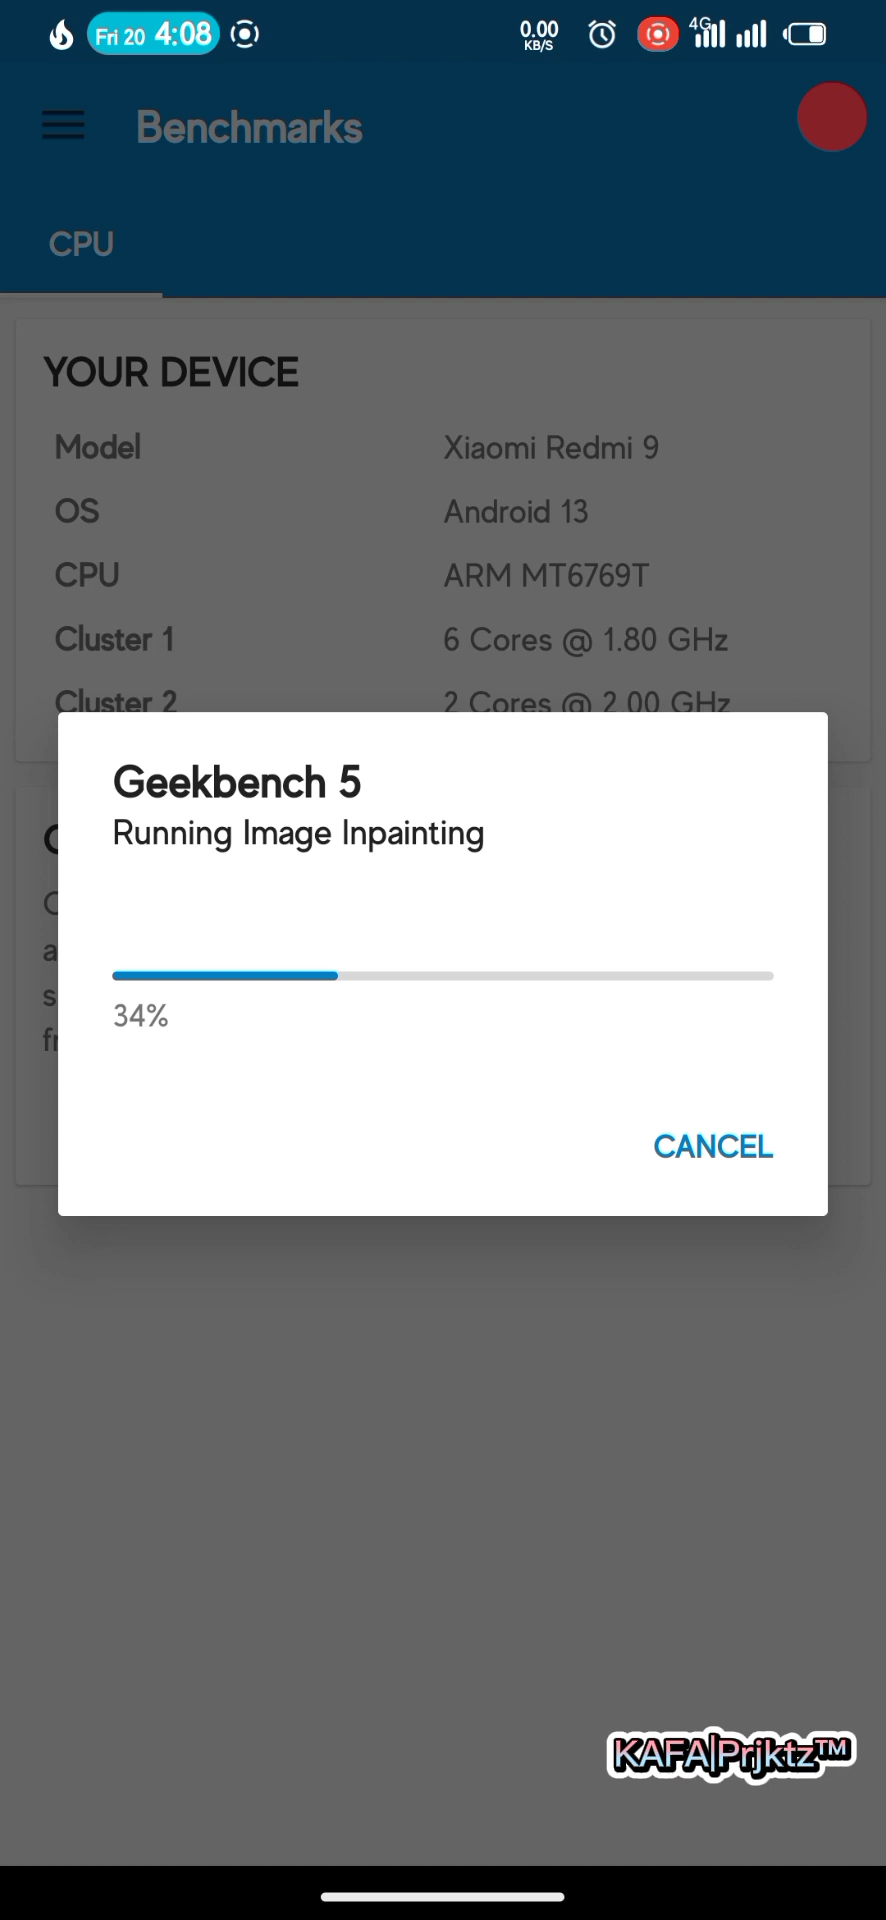 Fri 20 4:08
0.00
KB/S
4G
Benchmarks
CPU
YOUR DEVICE
Model Xiaomi Redmi 9
OS Android 13
CPU ARM MT6769T
Cluster 1 6 Cores @ 1.80 GHz
Cluster 2 2 Cores @ 2.00 GHz
Geekbench 5
Running Image Inpainting
34%
CANCEL
KAFA|Prjktz™